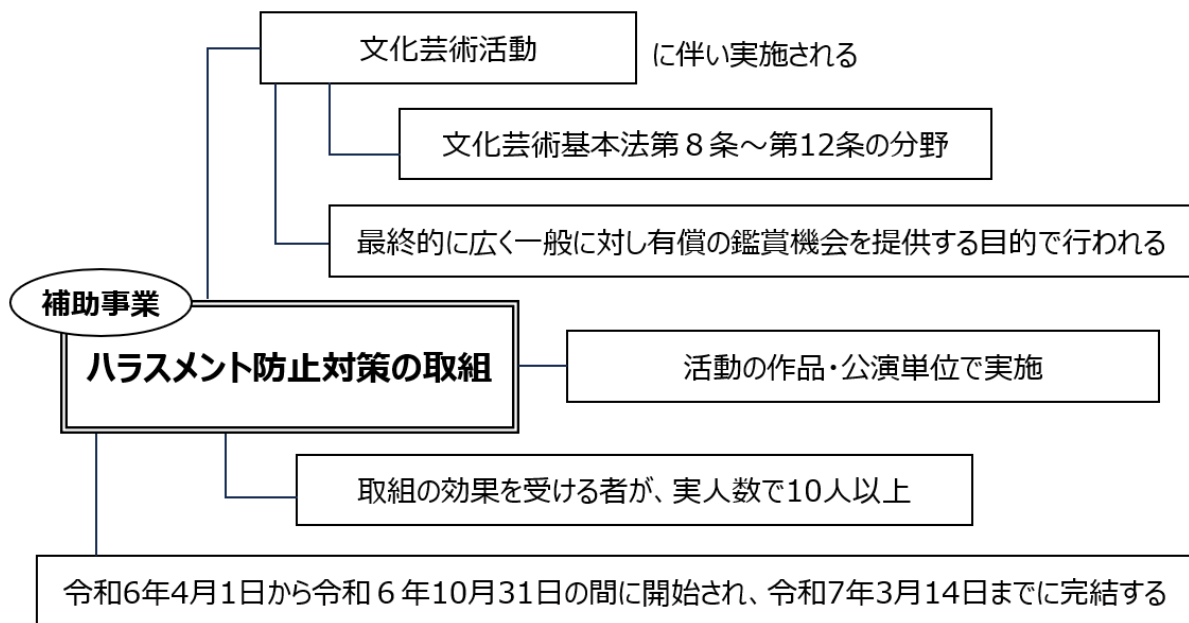 文化芸術活動 に伴い実施される
文化芸術基本法第８条～第12条の分野
最終的に広く一般に対し有償の鑑賞機会を提供する目的で行われる
補助事業
ハラスメント防止対策の取組
活動の作品・公演単位で実施
取組の効果を受ける者が、実人数で10人以上
令和6年4月1日から令和６年10月31日の間に開始され、令和7年3月14日までに完結する